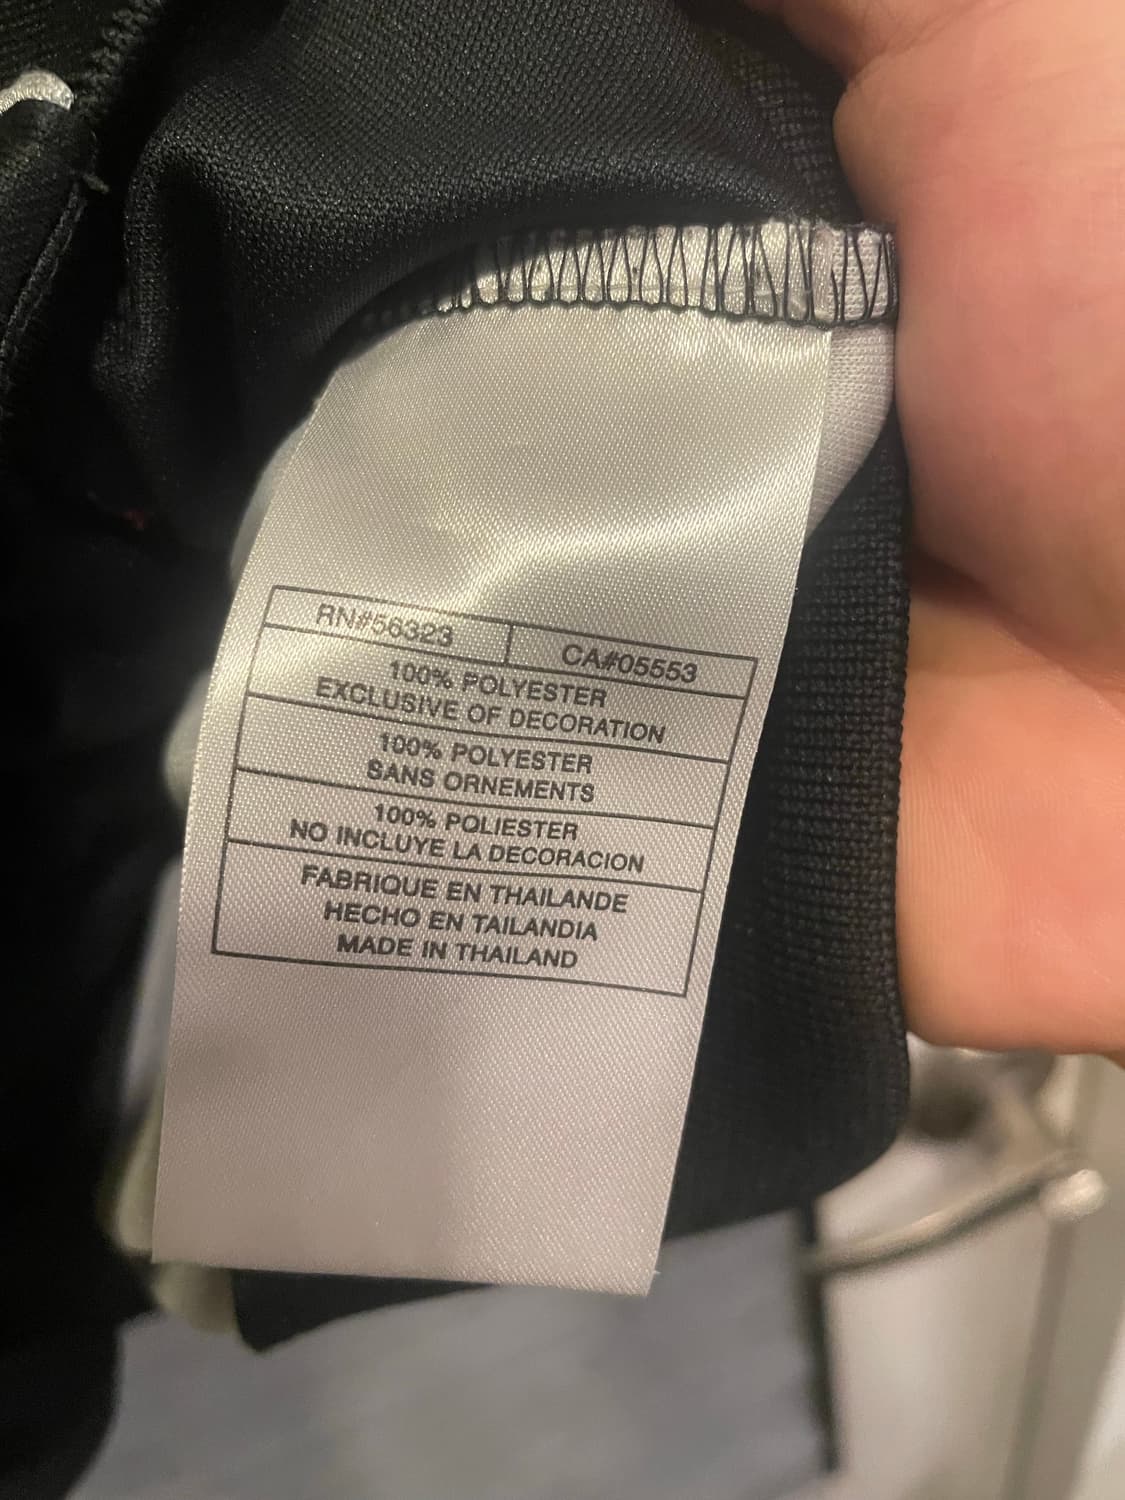 RN#56323 CA#05553
100% POLYESTER
EXCLUSIVE OF DECORATION
100% POLYESTER
SANS ORNEMENTS
100% POLIESTER
NO INCLUYE LA DECORACION
FABRIQUE EN THAILANDE
HECHO EN TAILANDIA
MADE IN THAILAND